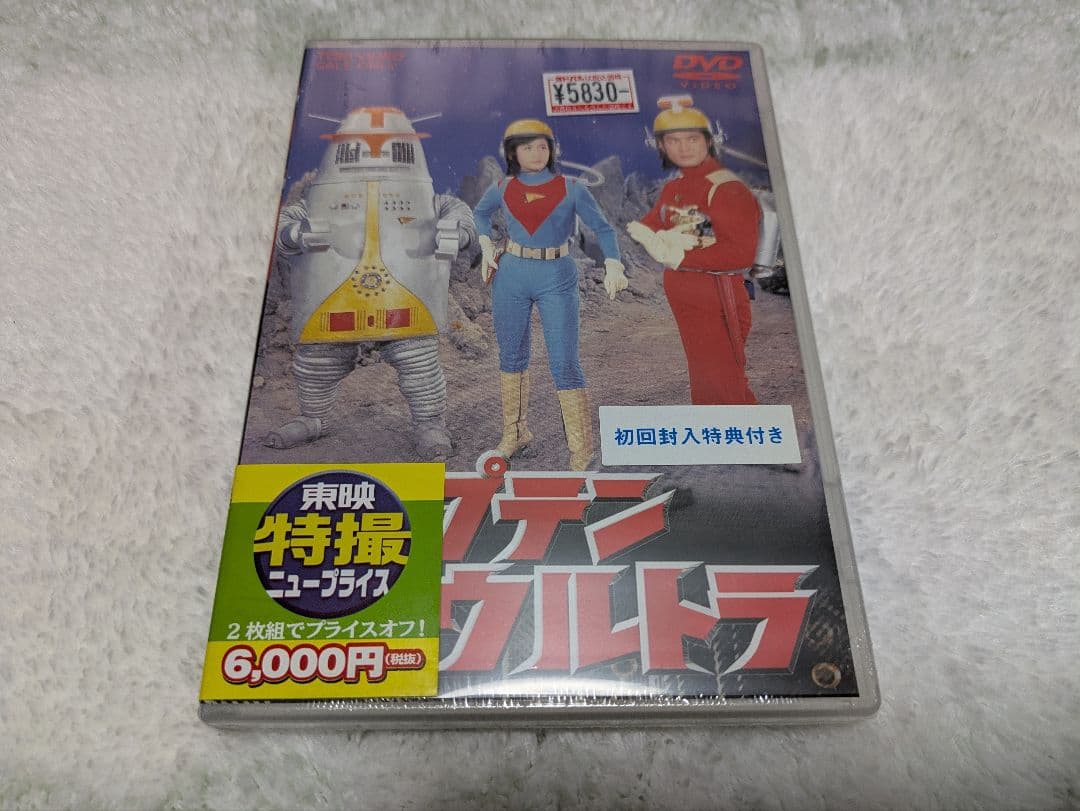 DVD
VIDEO
¥5830-
初回封入特典付き
プテン
ウルトラ
東映
特撮
ニュープライス
2枚組でプライスオフ!
6,000円(税抜)